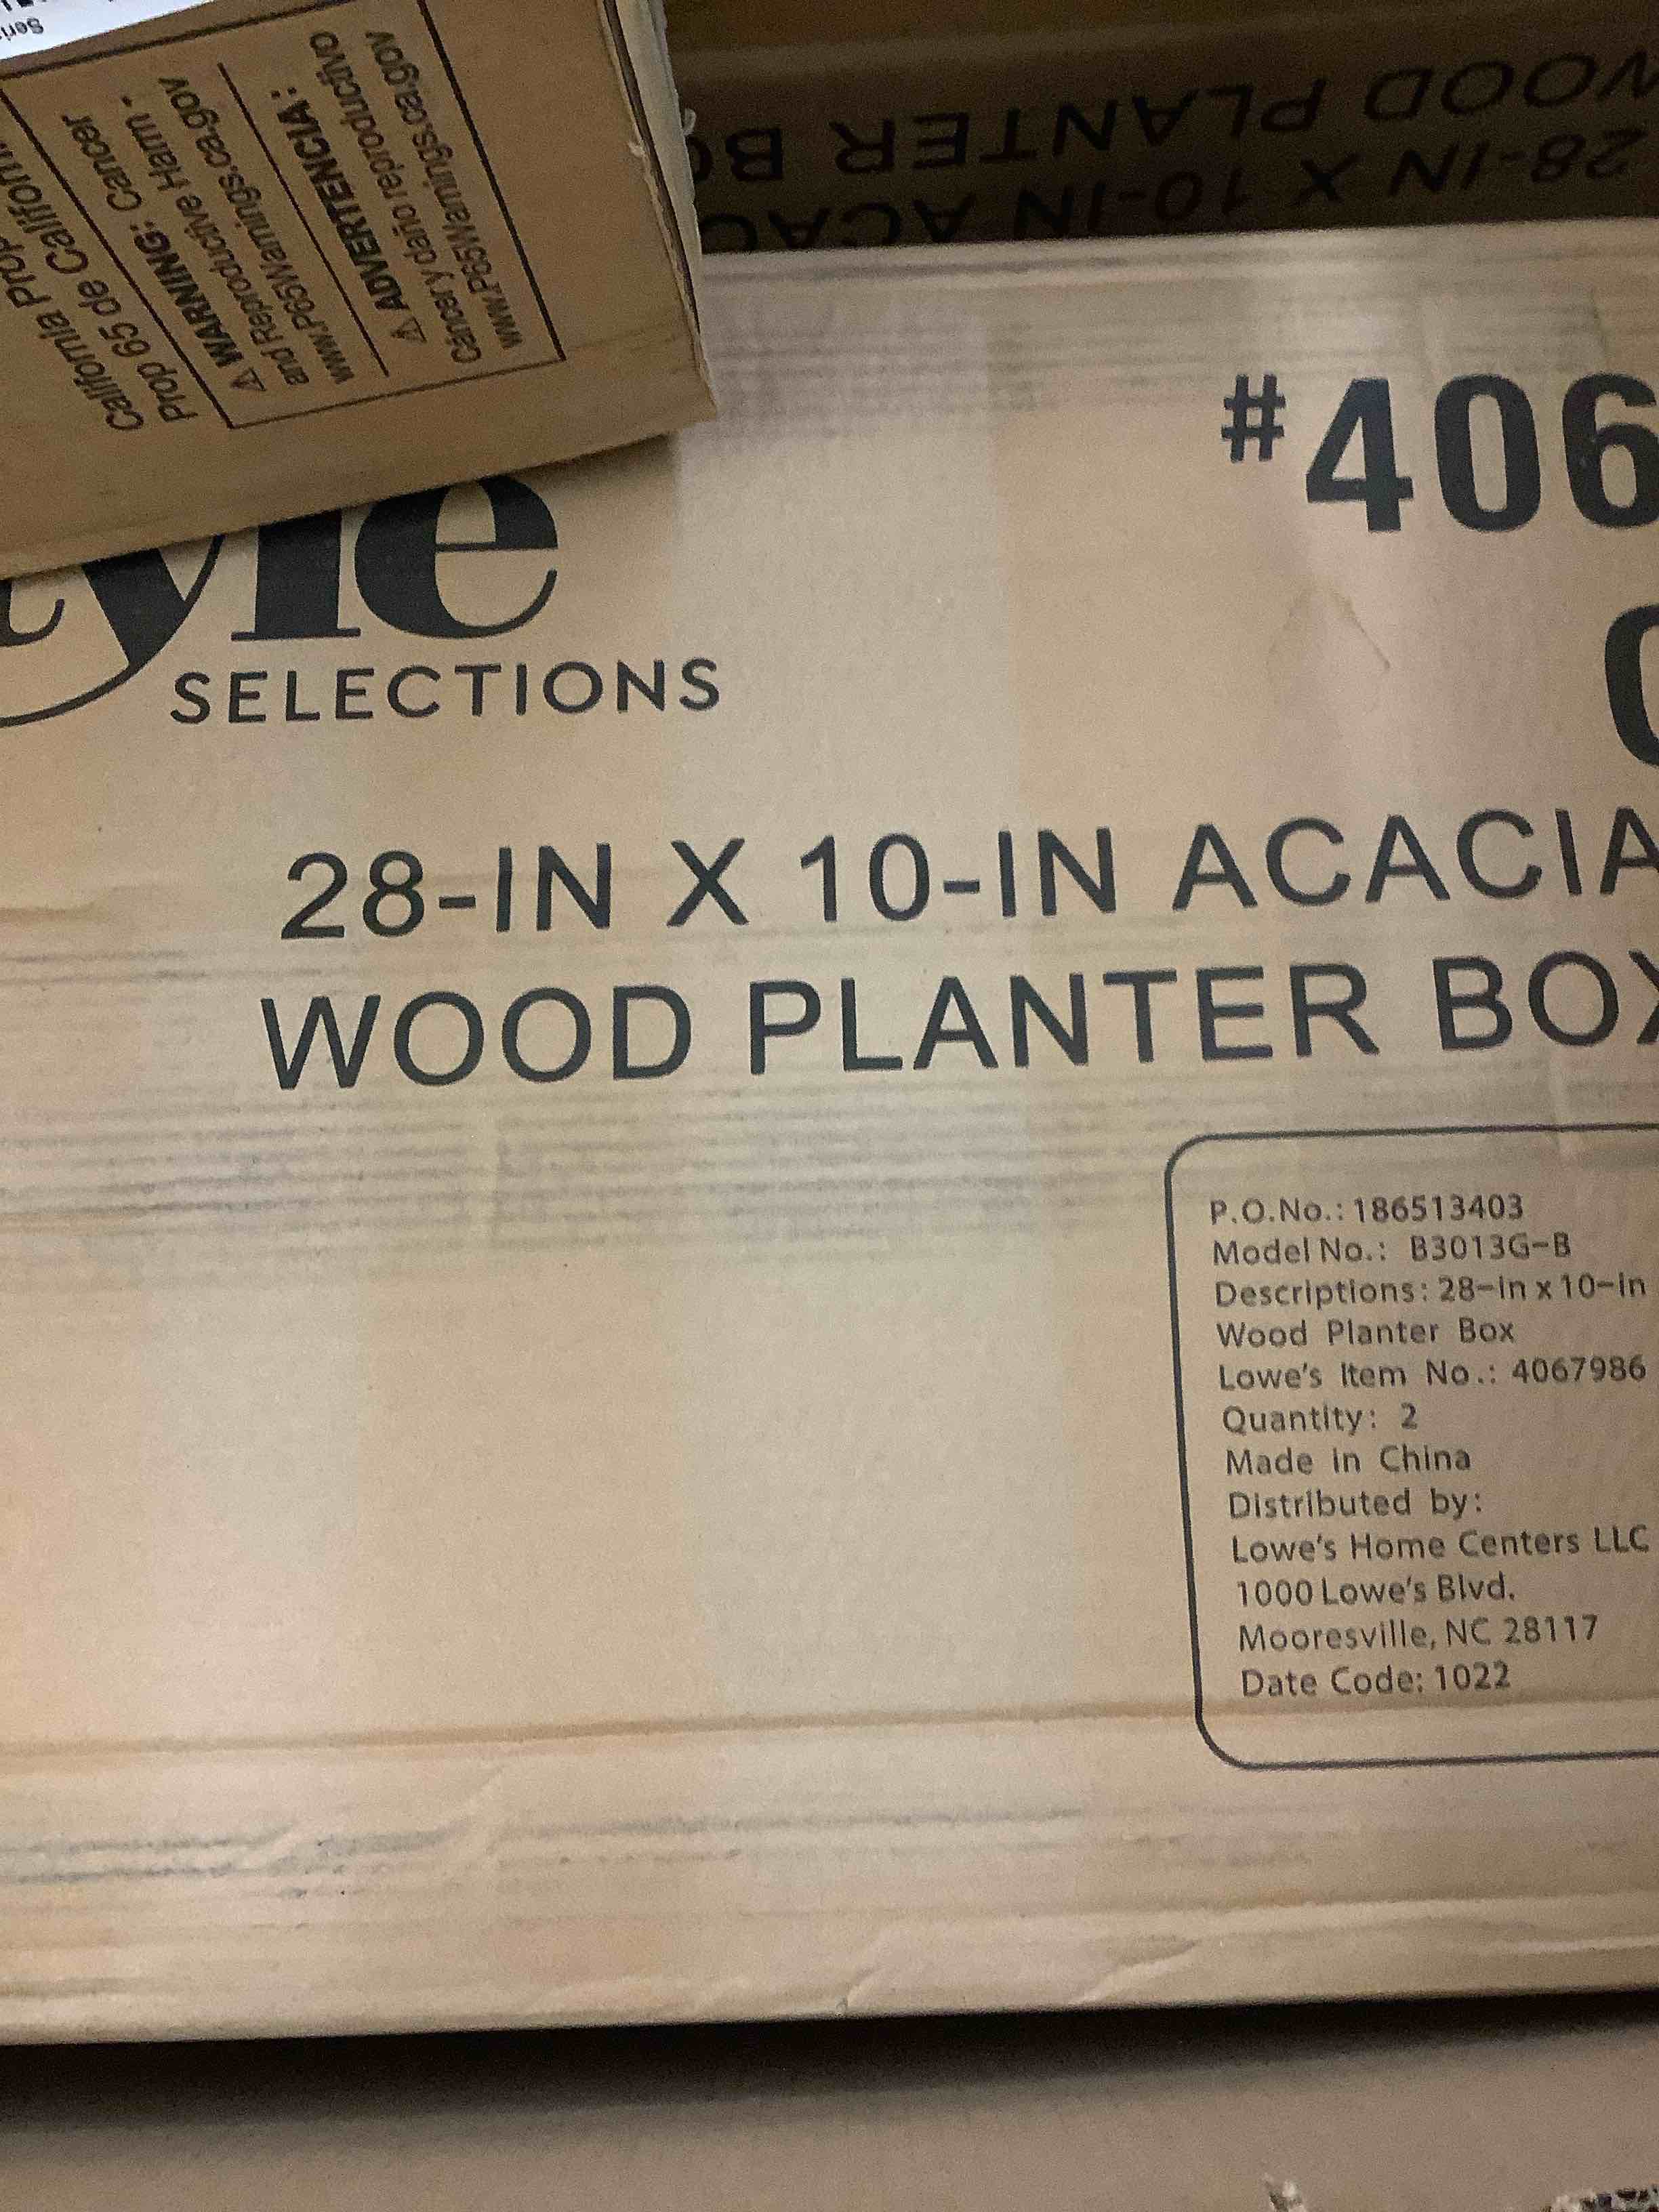 Prop 65 de Californ
California Prop
⚠ WARNING: Cancer
and Reproductive Harm -
www.P65Warnings.ca.gov
⚠ ADVERTENCIA:
Cáncer y daño reproductivo
www.P65Warnings.ca.gov
WOOD PLANTER BO
28-IN X 10-IN ACAC
#406
tyle
SELECTIONS
28-IN X 10-IN ACACIA
WOOD PLANTER BOX
P.O.No.: 186513403
Model No.: B3013G-B
Descriptions: 28-in x 10-in
Wood Planter Box
Lowe's Item No.: 4067986
Quantity: 2
Made in China
Distributed by:
Lowe's Home Centers LLC
1000 Lowe's Blvd.
Mooresville, NC 28117
Date Code: 1022